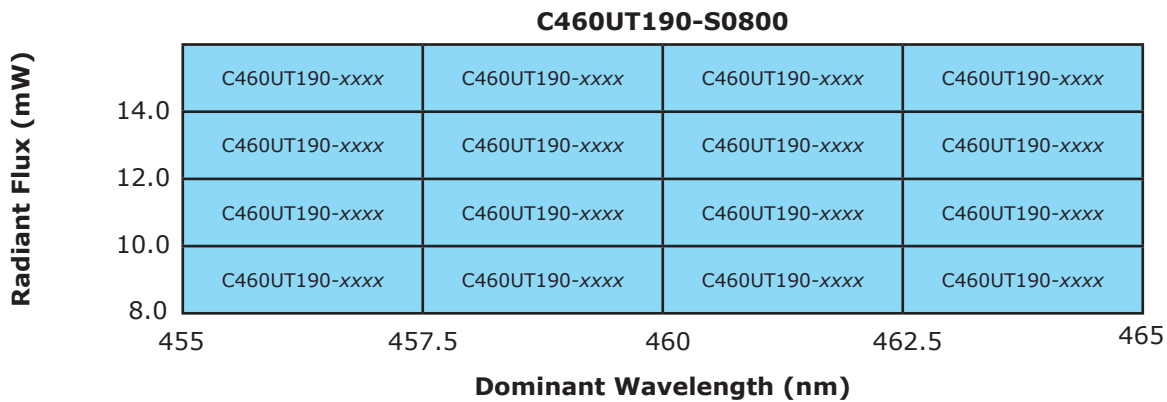 C460UT190-S0800
Radiant Flux (mW)
C460UT190-xxxx C460UT190-xxxx C460UT190-xxxx C460UT190-xxxx
14.0
C460UT190-xxxx C460UT190-xxxx C460UT190-xxxx C460UT190-xxxx
12.0
C460UT190-xxxx C460UT190-xxxx C460UT190-xxxx C460UT190-xxxx
10.0
C460UT190-xxxx C460UT190-xxxx C460UT190-xxxx C460UT190-xxxx
8.0
455 457.5 460 462.5 465
Dominant Wavelength (nm)